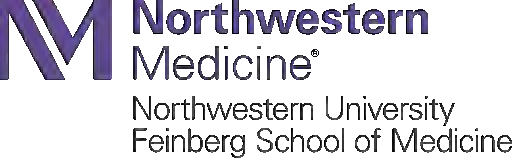 Northwestern
Medicine®
Northwestern University
Feinberg School of Medicine